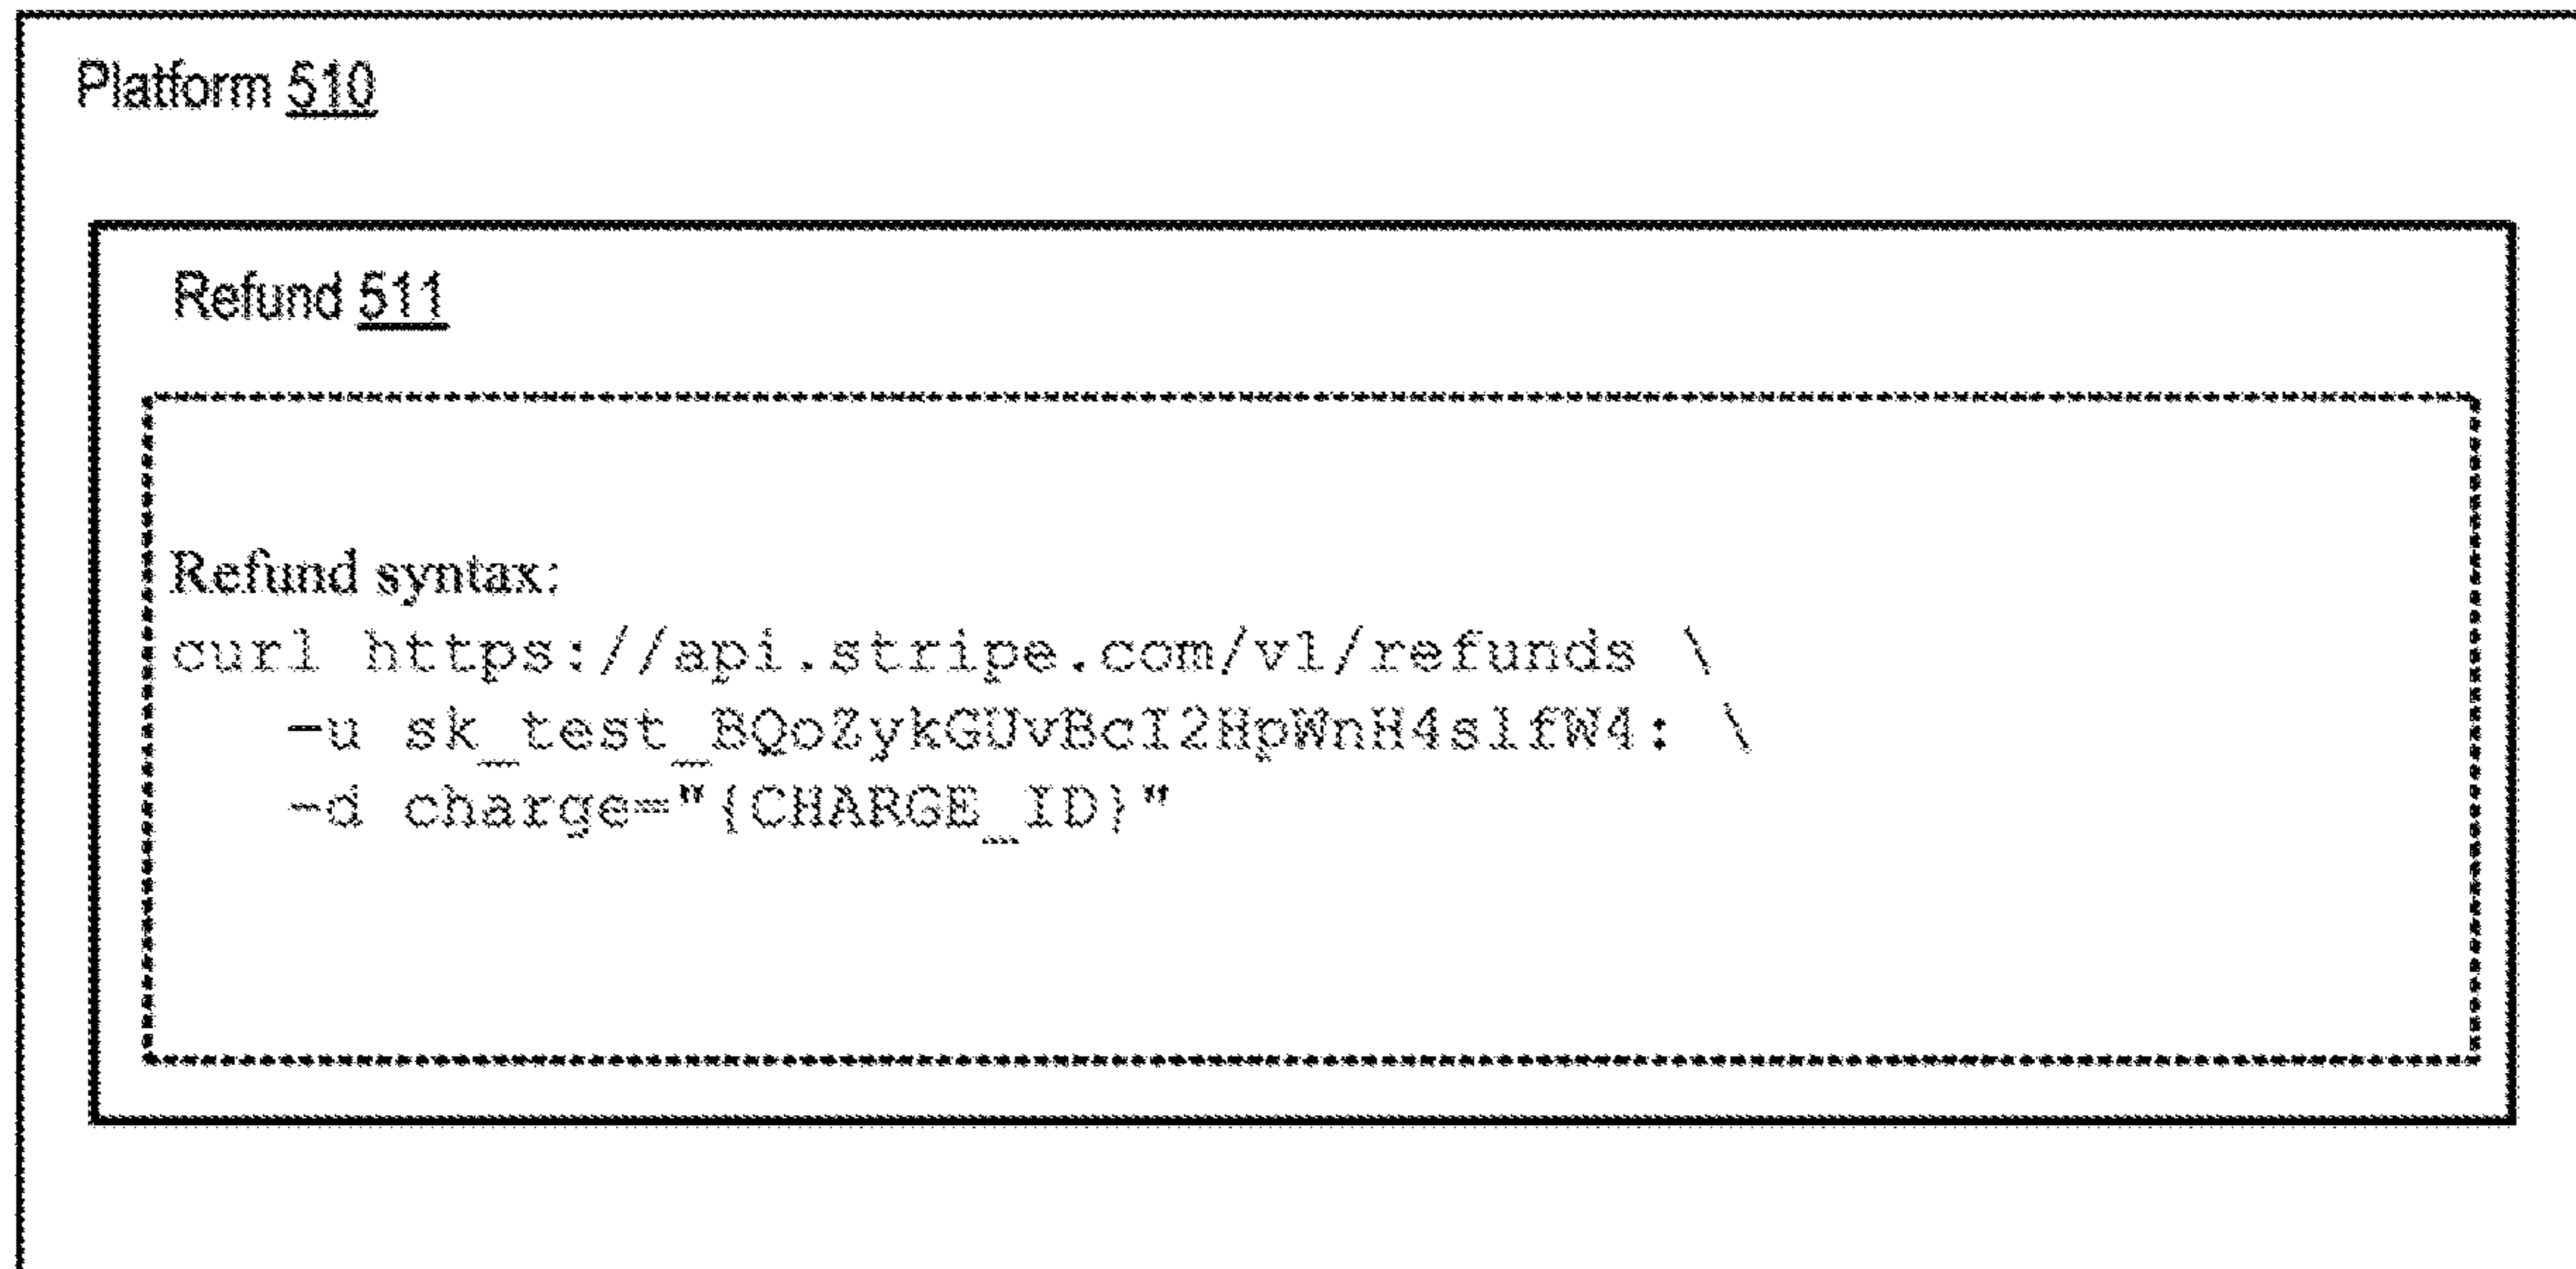 Platform 510
Refund 511
Refund syntax:
curl https://api.stripe.com/v1/refunds \
-u sk_test_BQoZykGUvBcI2HpWnH4slfW4: \
-d charge="{CHARGE_ID}"